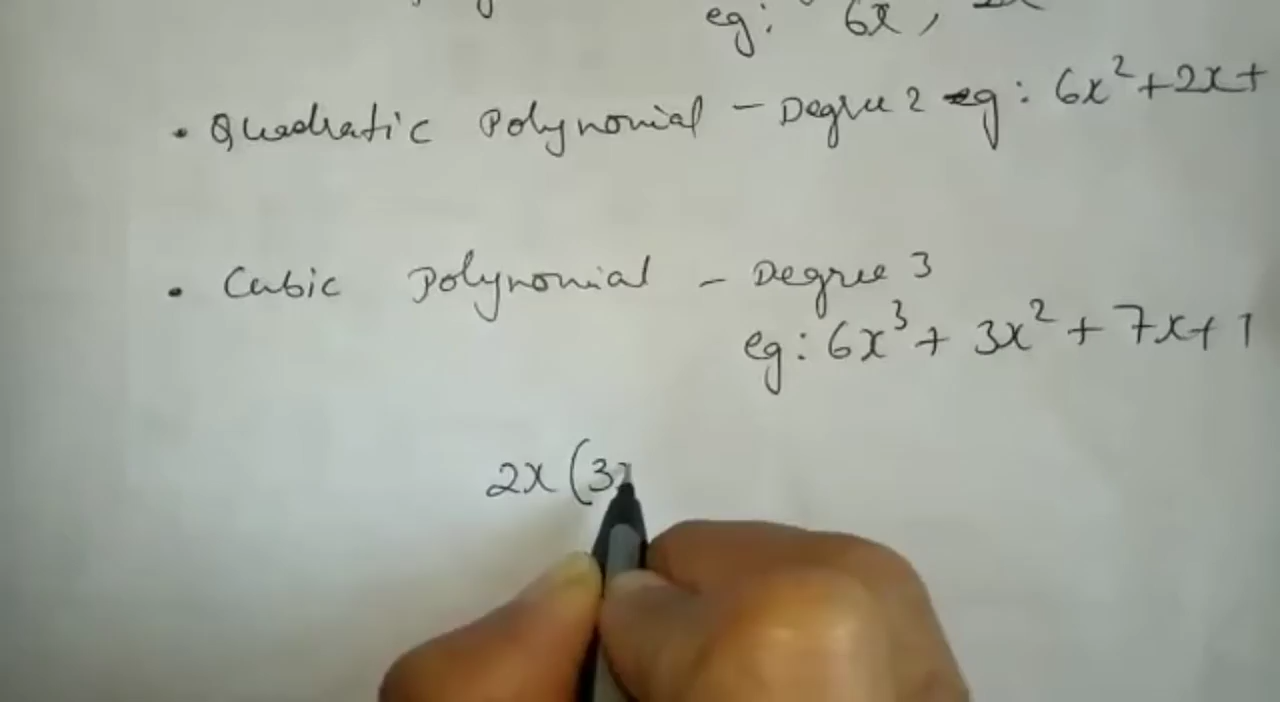 eg: 6x,
• Quadratic Polynomial - Degree 2 eg: 6x²+2x+
• Cubic Polynomial - Degree 3
eg: 6x³+ 3x² + 7x+1
2x (3